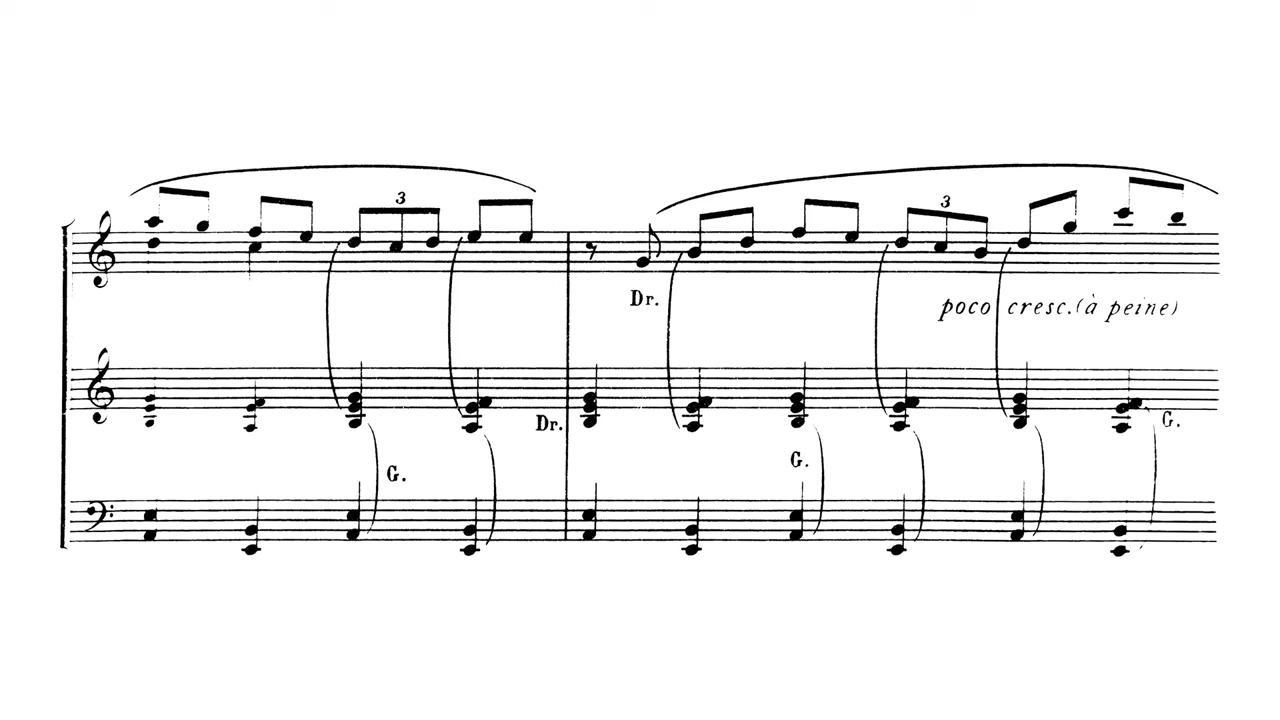 3
3
Dr.
poco cresc. (à peine)
Dr.
G.
G.
G.